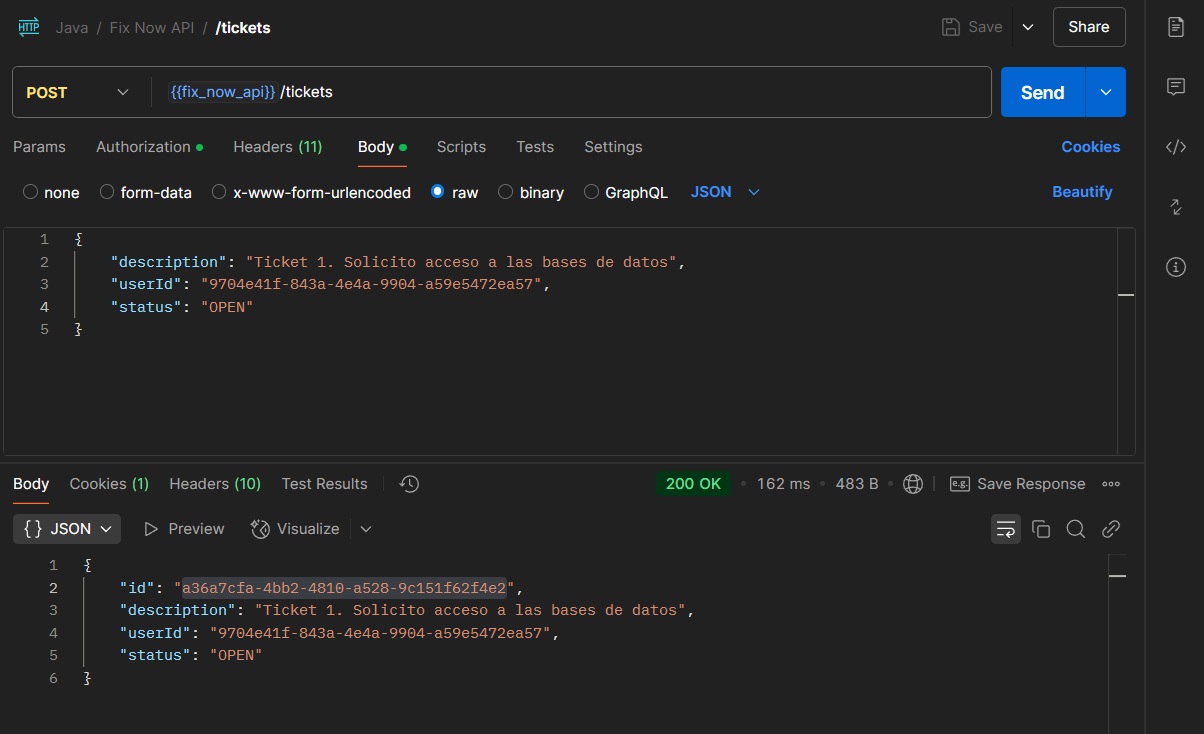 HTTP Java / Fix Now API / /tickets Save Share
POST {{fix_now_api}} /tickets Send
Params Authorization Headers (11) Body Scripts Tests Settings Cookies
none form-data x-www-form-urlencoded raw binary GraphQL JSON Beautify
1 {
2 "description": "Ticket 1. Solicito acceso a las bases de datos",
3 "userId": "9704e41f-843a-4e4a-9904-a59e5472ea57",
4 "status": "OPEN"
5 }
Body Cookies (1) Headers (10) Test Results 200 OK • 162 ms • 483 B • e.g. Save Response
{} JSON Preview Visualize
1 {
2 "id": "a36a7cfa-4bb2-4810-a528-9c151f62f4e2",
3 "description": "Ticket 1. Solicito acceso a las bases de datos",
4 "userId": "9704e41f-843a-4e4a-9904-a59e5472ea57",
5 "status": "OPEN"
6 }